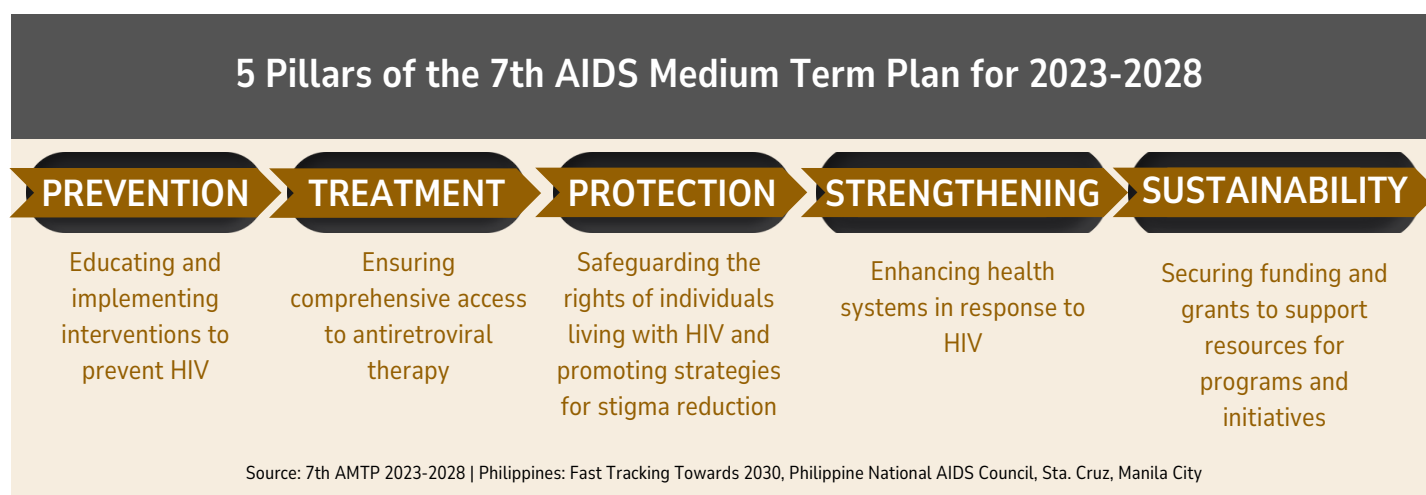 5 Pillars of the 7th AIDS Medium Term Plan for 2023-2028
PREVENTION
Educating and
implementing
interventions to
prevent HIV
TREATMENT
Ensuring
comprehensive access
to antiretroviral
therapy
PROTECTION
Safeguarding the
rights of individuals
living with HIV and
promoting strategies
for stigma reduction
STRENGTHENING
Enhancing health
systems in response to
HIV
SUSTAINABILITY
Securing funding and
grants to support
resources for
programs and
initiatives
Source: 7th AMTP 2023-2028 | Philippines: Fast Tracking Towards 2030, Philippine National AIDS Council, Sta. Cruz, Manila City